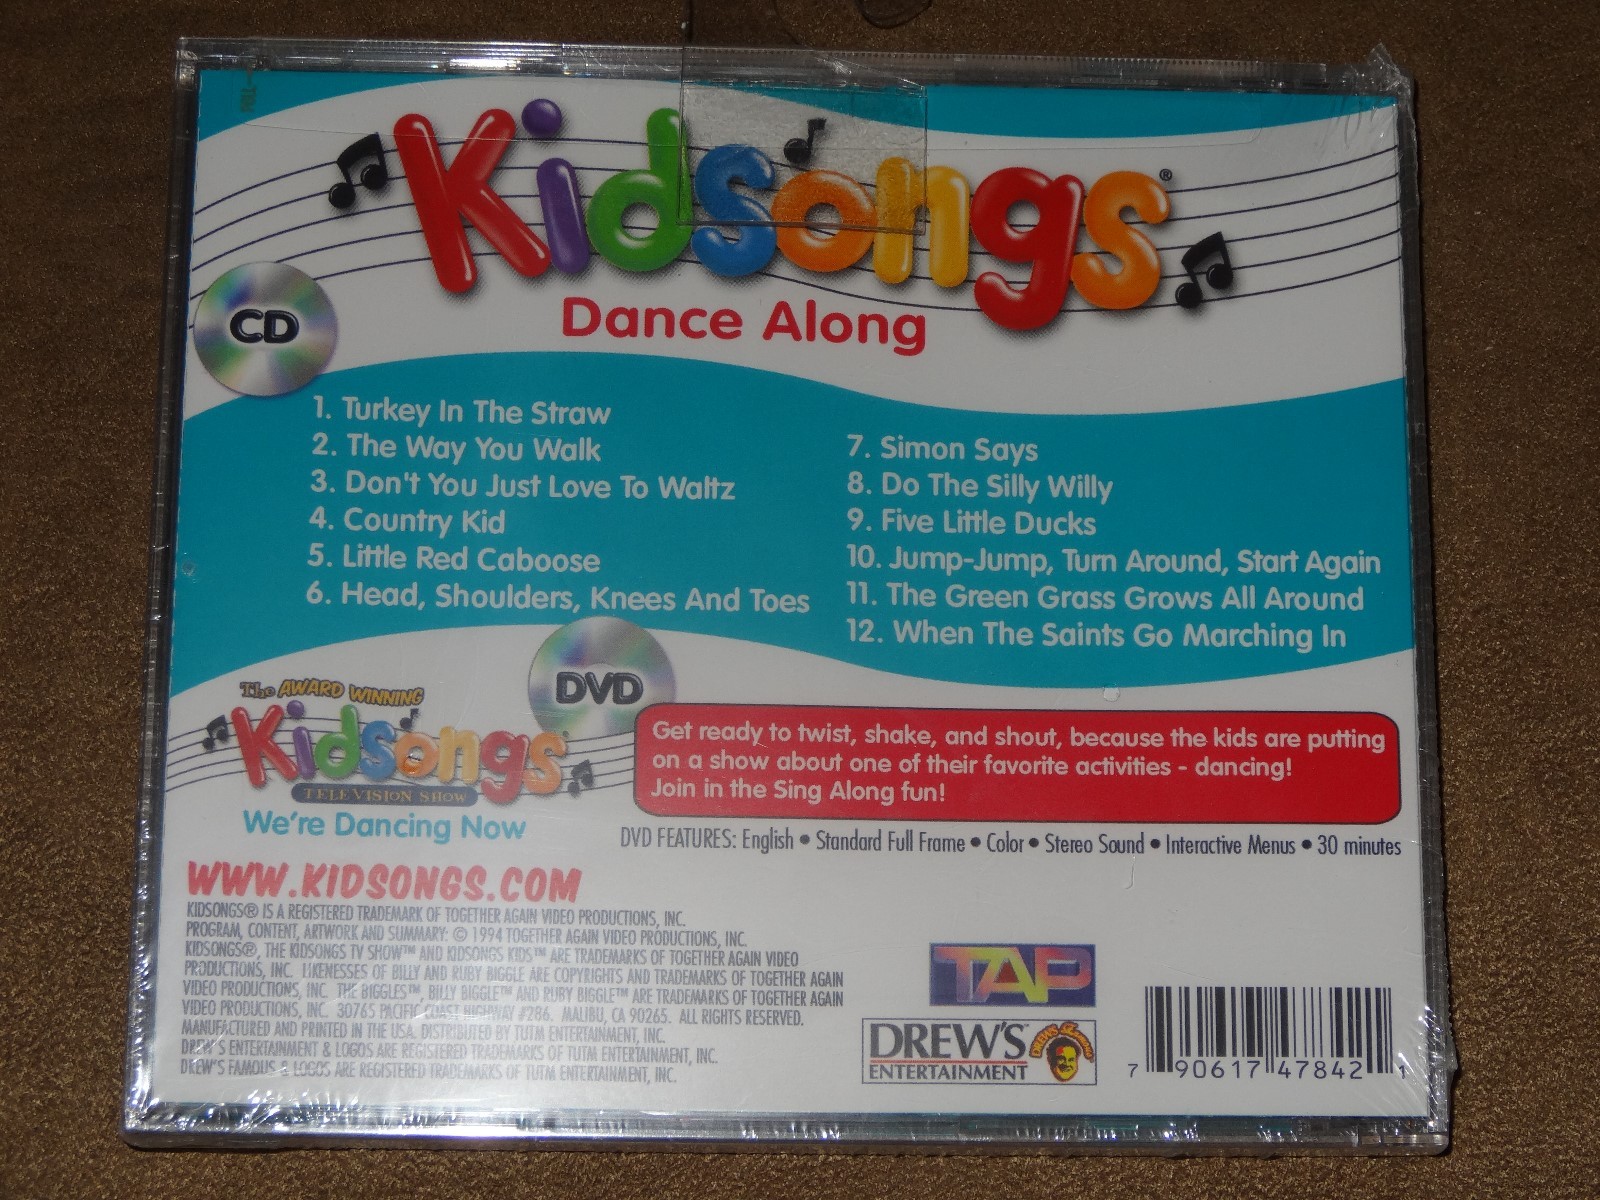 Kidsongs®
Dance Along
CD
1. Turkey In The Straw
2. The Way You Walk
3. Don't You Just Love To Waltz
4. Country Kid
5. Little Red Caboose
6. Head, Shoulders, Knees And Toes
7. Simon Says
8. Do The Silly Willy
9. Five Little Ducks
10. Jump-Jump, Turn Around, Start Again
11. The Green Grass Grows All Around
12. When The Saints Go Marching In
DVD
The AWARD WINNING
Kidsongs
TELEVISION SHOW
We're Dancing Now
Get ready to twist, shake, and shout, because the kids are putting
on a show about one of their favorite activities - dancing!
Join in the Sing Along fun!
DVD FEATURES: English • Standard Full Frame • Color • Stereo Sound • Interactive Menus • 30 minutes
WWW.KIDSONGS.COM
KIDSONGS® IS A REGISTERED TRADEMARK OF TOGETHER AGAIN VIDEO PRODUCTIONS, INC.
PROGRAM, CONTENT, ARTWORK AND SUMMARY: © 1994 TOGETHER AGAIN VIDEO PRODUCTIONS, INC.
KIDSONGS®, THE KIDSONGS TV SHOW™ AND KIDSONGS KIDS™ ARE TRADEMARKS OF TOGETHER AGAIN VIDEO
PRODUCTIONS, INC. LIKENESSES OF BILLY AND RUBY BIGGLE ARE COPYRIGHTS AND TRADEMARKS OF TOGETHER AGAIN
VIDEO PRODUCTIONS, INC. THE BIGGLES™, BILLY BIGGLE™ AND RUBY BIGGLE™ ARE TRADEMARKS OF TOGETHER AGAIN
VIDEO PRODUCTIONS, INC. 30765 PACIFIC COAST HIGHWAY #286, MALIBU, CA 90265. ALL RIGHTS RESERVED.
MANUFACTURED AND PRINTED IN THE USA. DISTRIBUTED BY TUTM ENTERTAINMENT, INC.
DREW'S ENTERTAINMENT & LOGOS ARE REGISTERED TRADEMARKS OF TUTM ENTERTAINMENT, INC.
DREW'S FAMOUS & LOGOS ARE REGISTERED TRADEMARKS OF TUTM ENTERTAINMENT, INC.
TAP
DREW'S™
ENTERTAINMENT
7 90617 47842 1